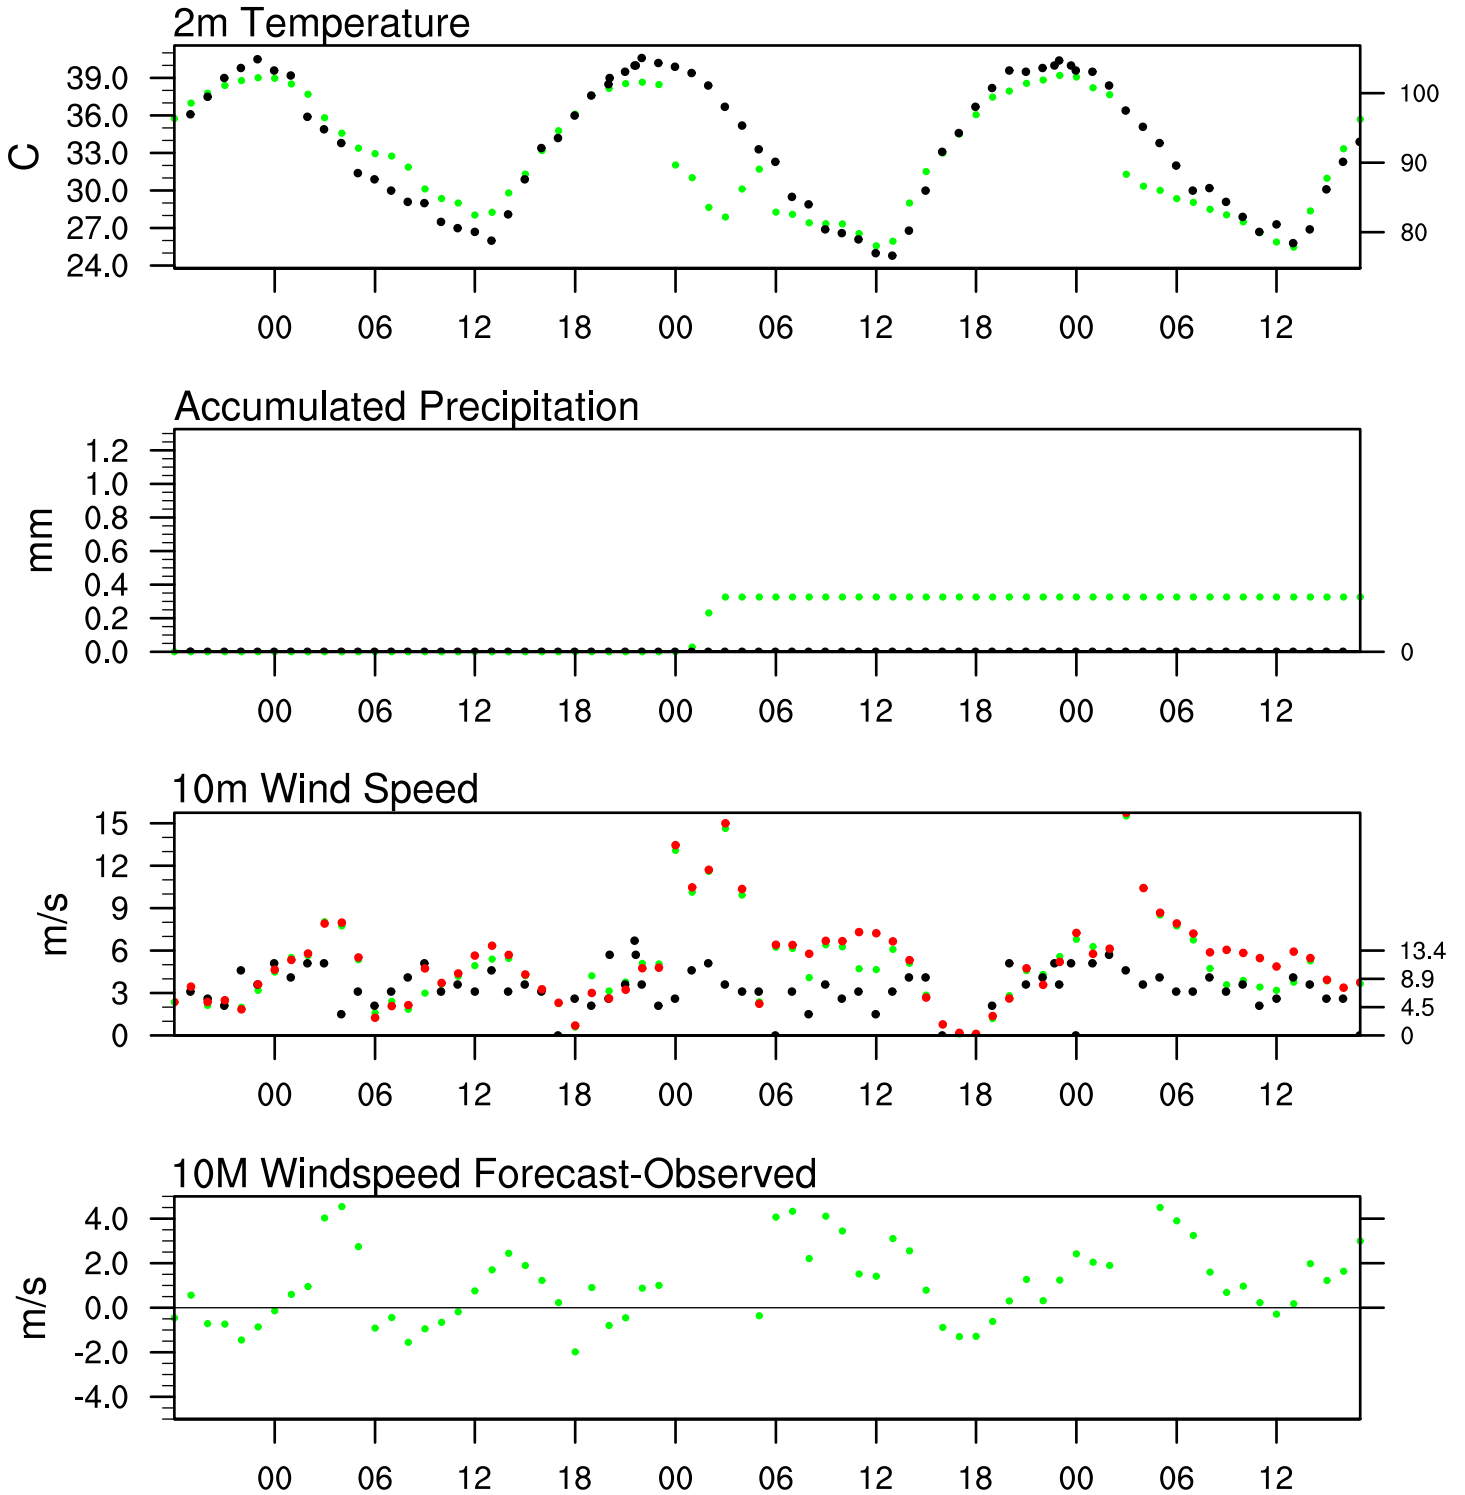 2m Temperature
C
39.0
36.0
33.0
30.0
27.0
24.0
100
90
80
00 06 12 18 00 06 12 18 00 06 12
Accumulated Precipitation
mm
1.2
1.0
0.8
0.6
0.4
0.2
0.0
0
00 06 12 18 00 06 12 18 00 06 12
10m Wind Speed
m/s
15
12
9
6
3
0
13.4
8.9
4.5
0
00 06 12 18 00 06 12 18 00 06 12
10M Windspeed Forecast-Observed
m/s
4.0
2.0
0.0
-2.0
-4.0
00 06 12 18 00 06 12 18 00 06 12